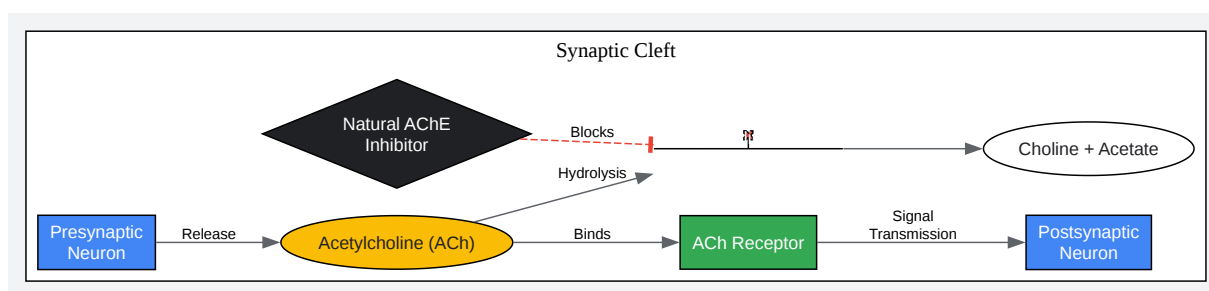 Synaptic Cleft
Natural AChE
Inhibitor
Blocks
Choline + Acetate
Hydrolysis
Presynaptic
Neuron
Release
Acetylcholine (ACh)
Binds
ACh Receptor
Signal
Transmission
Postsynaptic
Neuron